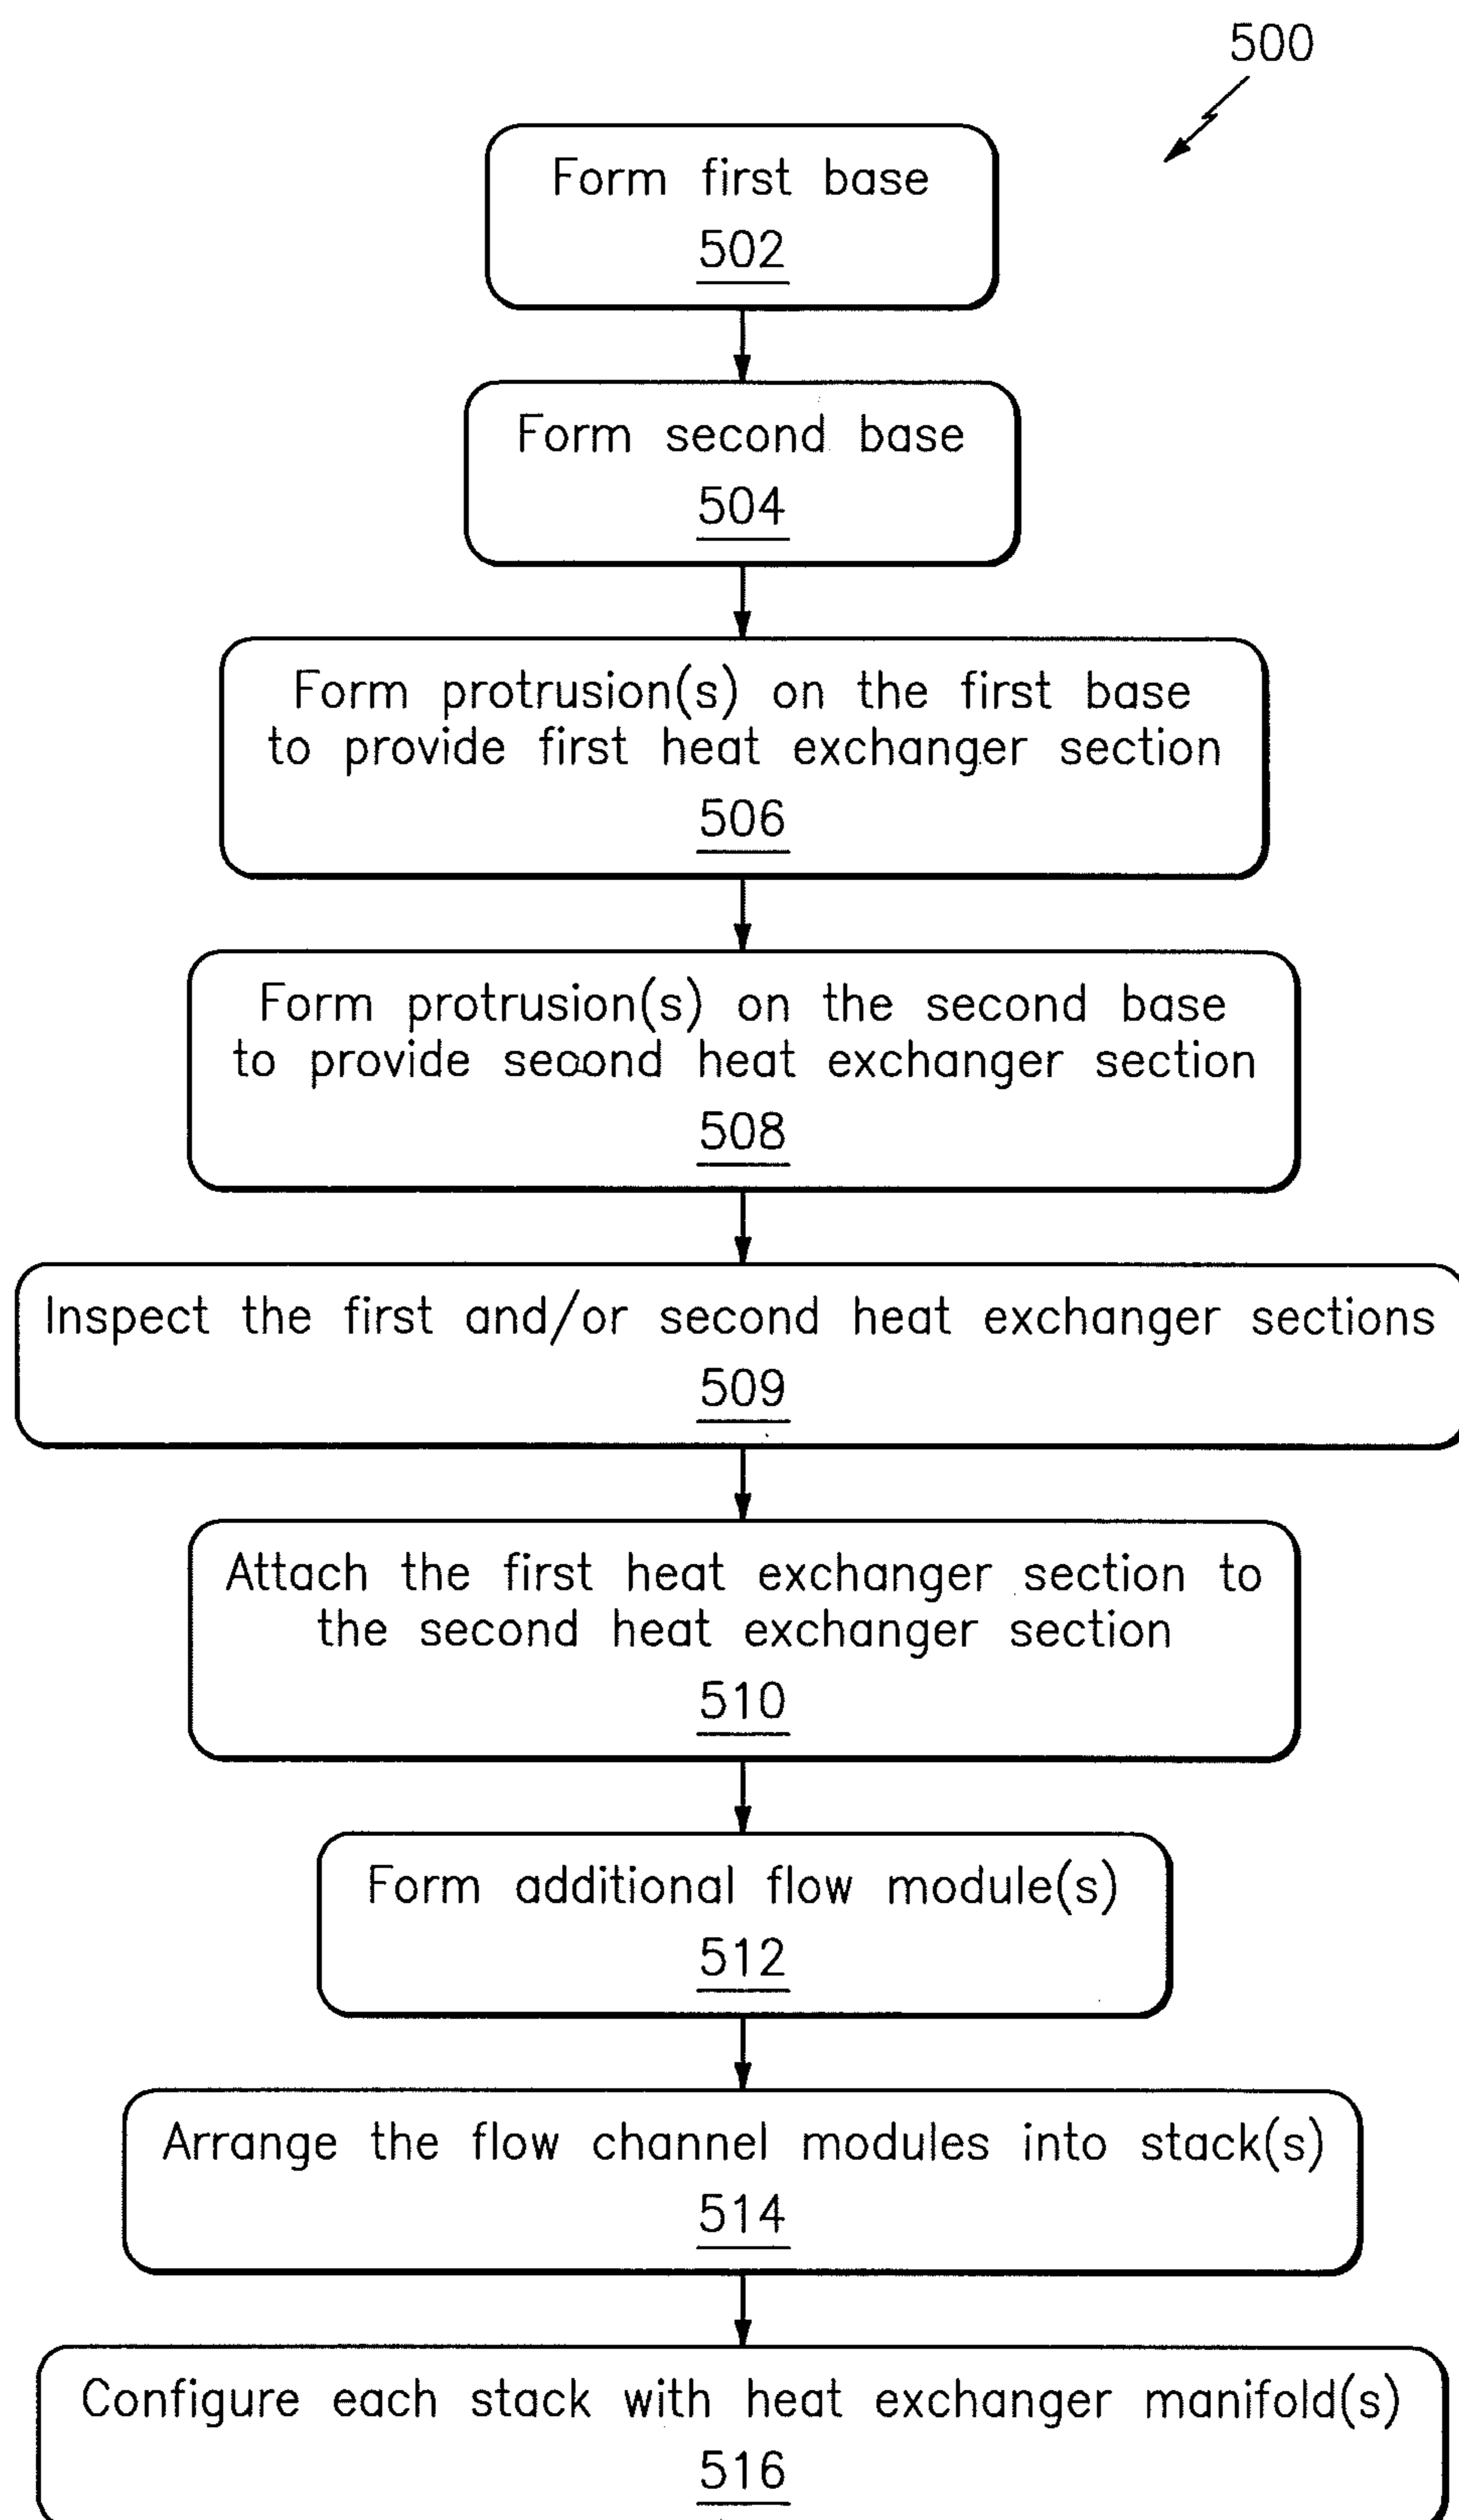 500
Form first base
502
Form second base
504
Form protrusion(s) on the first base
to provide first heat exchanger section
506
Form protrusion(s) on the second base
to provide second heat exchanger section
508
Inspect the first and/or second heat exchanger sections
509
Attach the first heat exchanger section to
the second heat exchanger section
510
Form additional flow module(s)
512
Arrange the flow channel modules into stack(s)
514
Configure each stack with heat exchanger manifold(s)
516